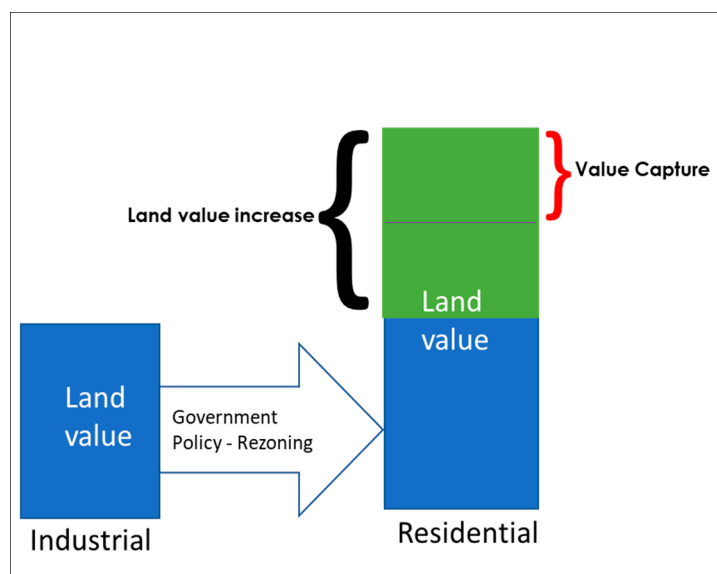 Value Capture
Land value increase
Land
value
Land
value
Government
Policy - Rezoning
Industrial
Residential